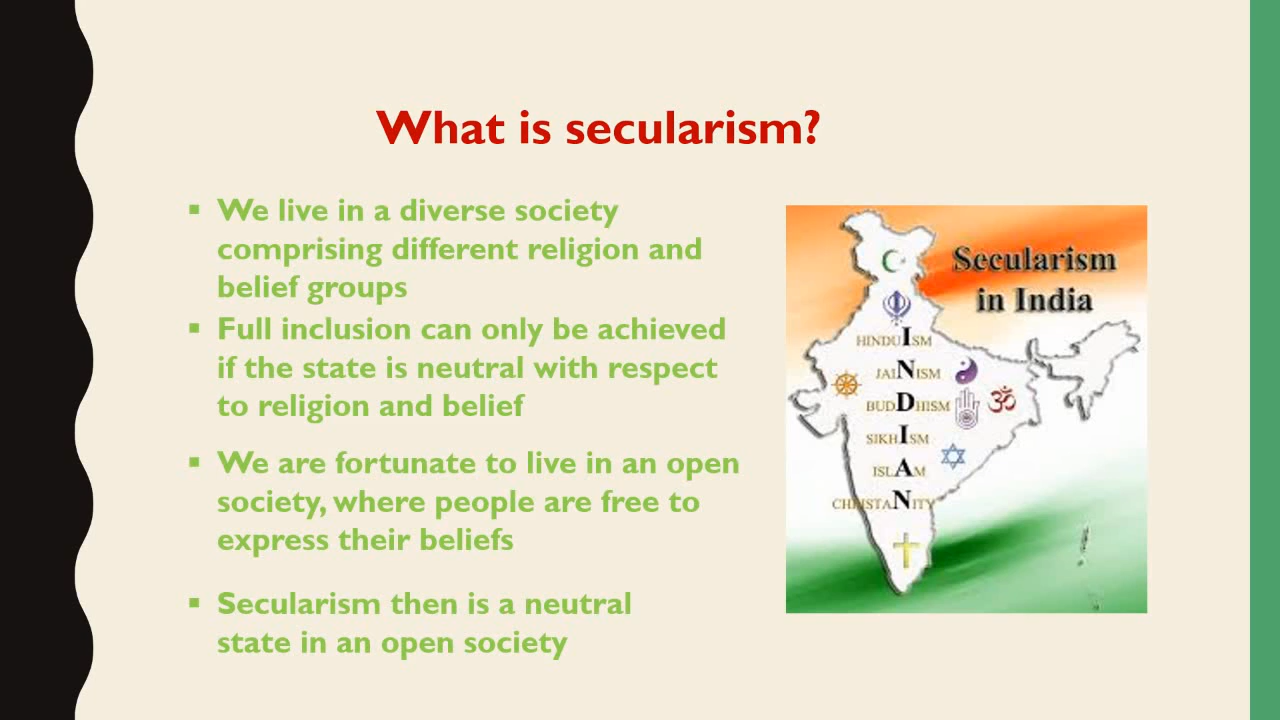 What is secularism?
▪ We live in a diverse society
comprising different religion and
belief groups
▪ Full inclusion can only be achieved
if the state is neutral with respect
to religion and belief
▪ We are fortunate to live in an open
society, where people are free to
express their beliefs
▪ Secularism then is a neutral
state in an open society
Secularism
in India
HINDUISM
JAINISM
BUDDHISM
SIKHISM
ISLAM
CHRISTANITY